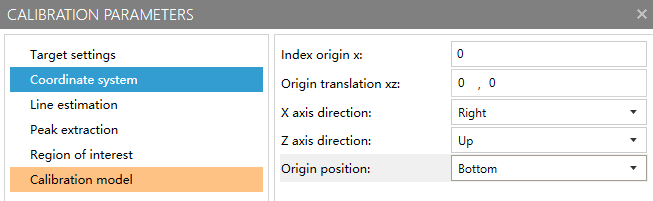 CALIBRATION PARAMETERS
Target settings
Coordinate system
Line estimation
Peak extraction
Region of interest
Calibration model
Index origin x: 0
Origin translation xz: 0 , 0
X axis direction: Right
Z axis direction: Up
Origin position: Bottom